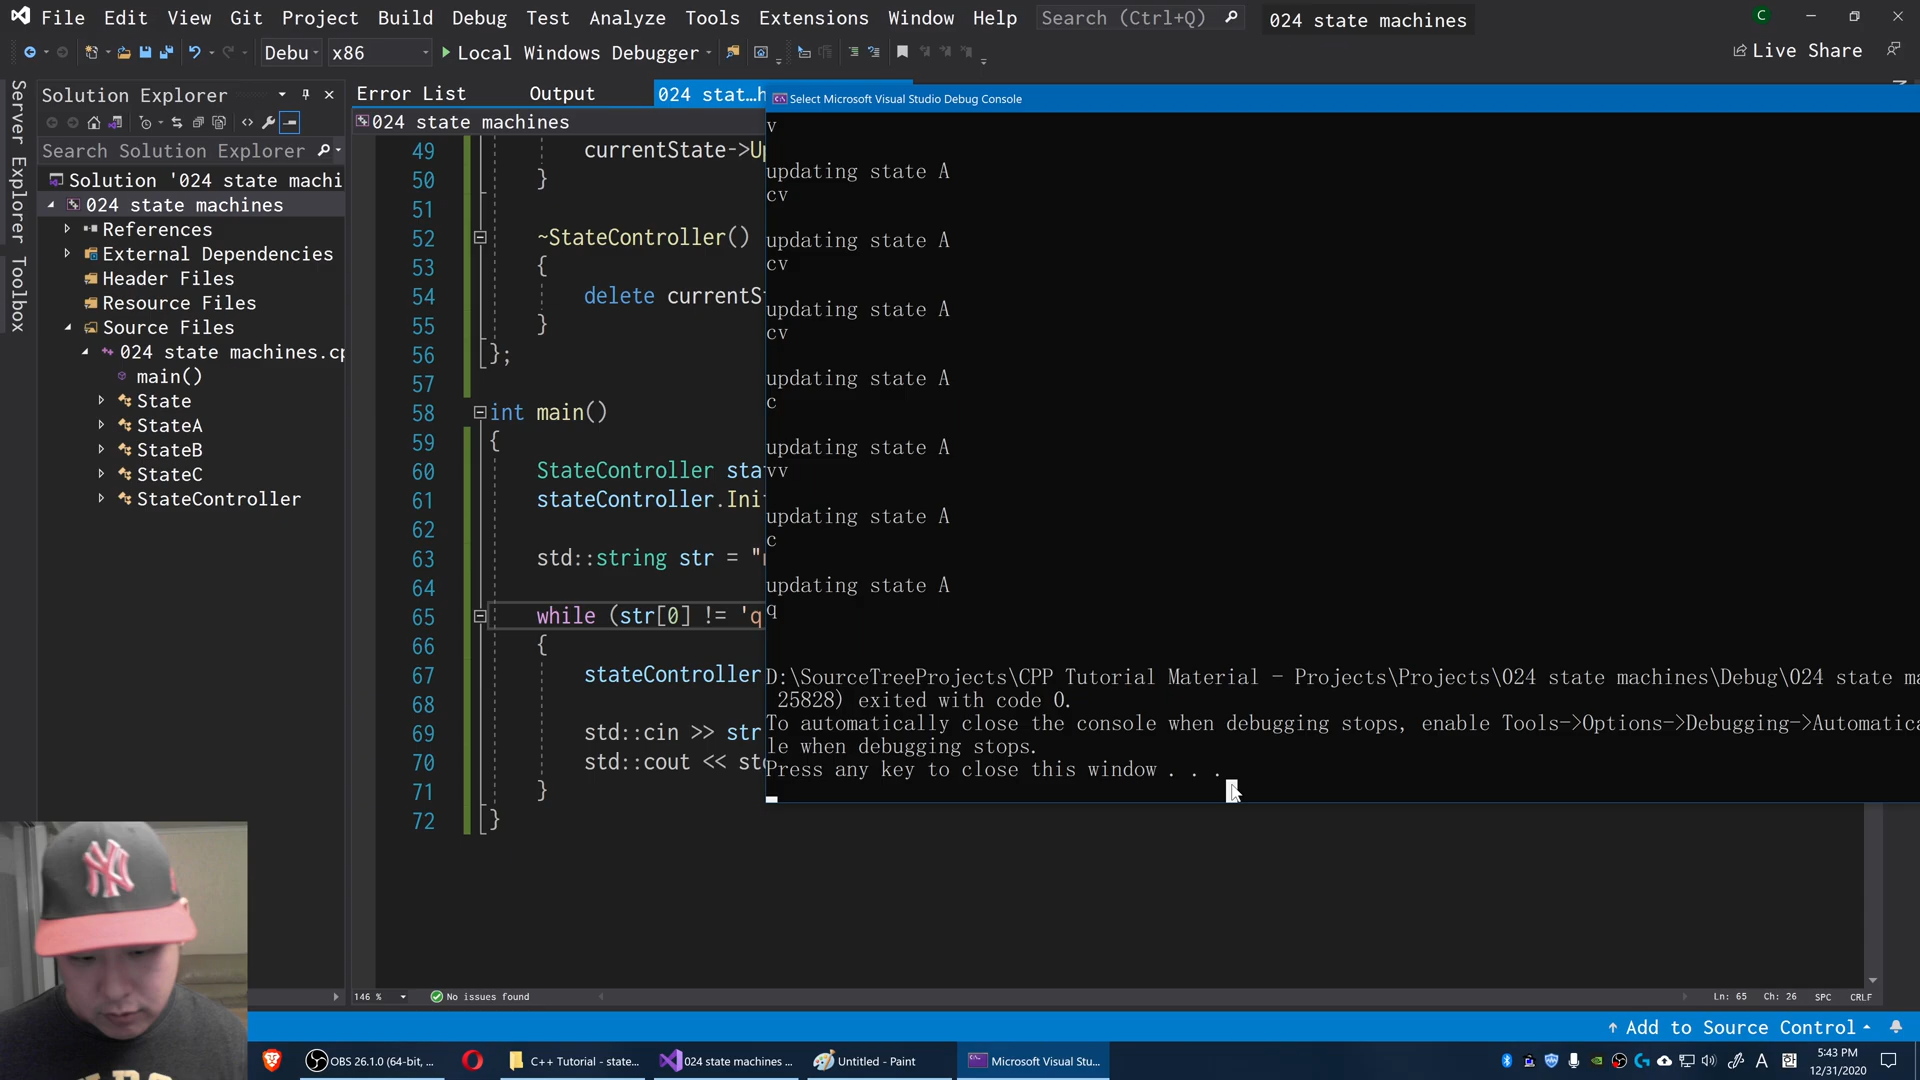 File Edit View Git Project Build Debug Test Analyze Tools Extensions Window Help Search (Ctrl+Q) 024 state machines C
Debu x86 Local Windows Debugger Live Share
Server Explorer Toolbox
Solution Explorer
Search Solution Explorer
Solution '024 state machi
024 state machines
References
External Dependencies
Header Files
Resource Files
Source Files
024 state machines.cp
main()
State
StateA
StateB
StateC
StateController
Error List Output 024 stat…h
024 state machines
49 currentState->Up
50 }
51
52 ~StateController()
53 {
54 delete currentS
55 }
56 };
57
58 int main()
59 {
60 StateController sta
61 stateController.Ini
62
63 std::string str = "
64
65 while (str[0] != 'q
66 {
67 stateController
68
69 std::cin >> str
70 std::cout << st
71 }
72 }
Select Microsoft Visual Studio Debug Console
v
updating state A
cv
updating state A
cv
updating state A
cv
updating state A
c
updating state A
vv
updating state A
c
updating state A
q
D:\SourceTreeProjects\CPP Tutorial Material - Projects\Projects\024 state machines\Debug\024 state ma
25828) exited with code 0.
To automatically close the console when debugging stops, enable Tools->Options->Debugging->Automatica
le when debugging stops.
Press any key to close this window . . .
146 % No issues found Ln: 65 Ch: 26 SPC CRLF
Add to Source Control
OBS 26.1.0 (64-bit, ... C++ Tutorial - state... 024 state machines ... Untitled - Paint Microsoft Visual Stu... A 한 5:43 PM
12/31/2020